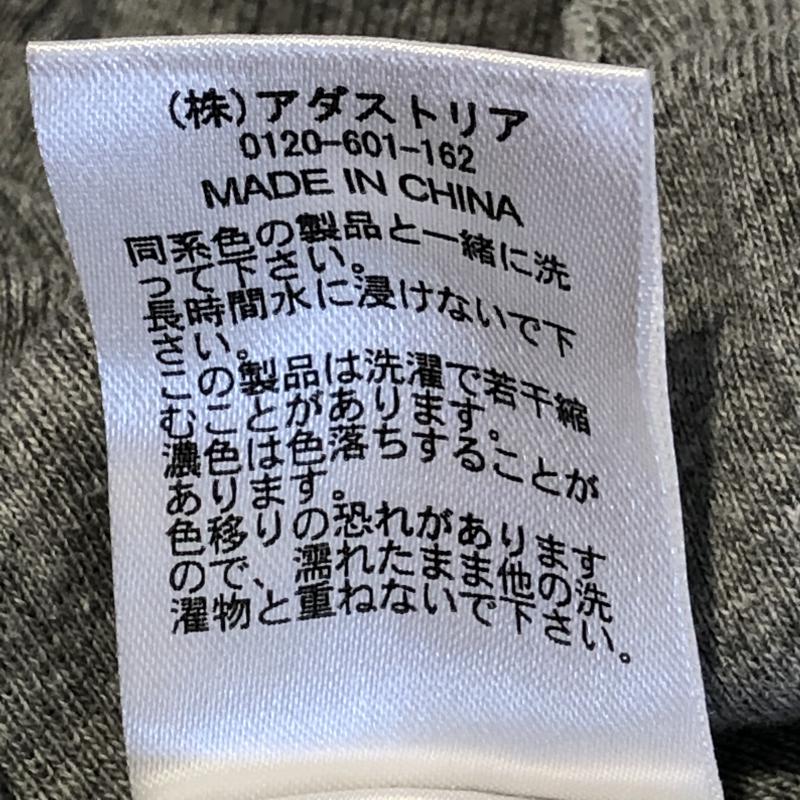 (株)アダストリア
0120-601-162
MADE IN CHINA
同系色の製品と一緒に洗
って下さい。
長時間水に浸けないで下
さい。
この製品は洗濯で若干縮
むことがあります。
濃色は色落ちすることが
あります。
色移りの恐れがあります
ので、濡れたまま他の洗
濯物と重ねないで下さい。